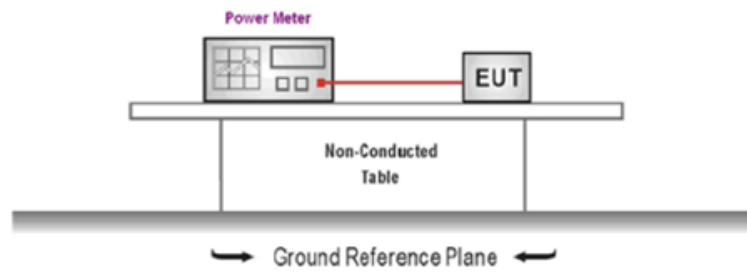 Power Meter
EUT
Non-Conducted
Table
Ground Reference Plane